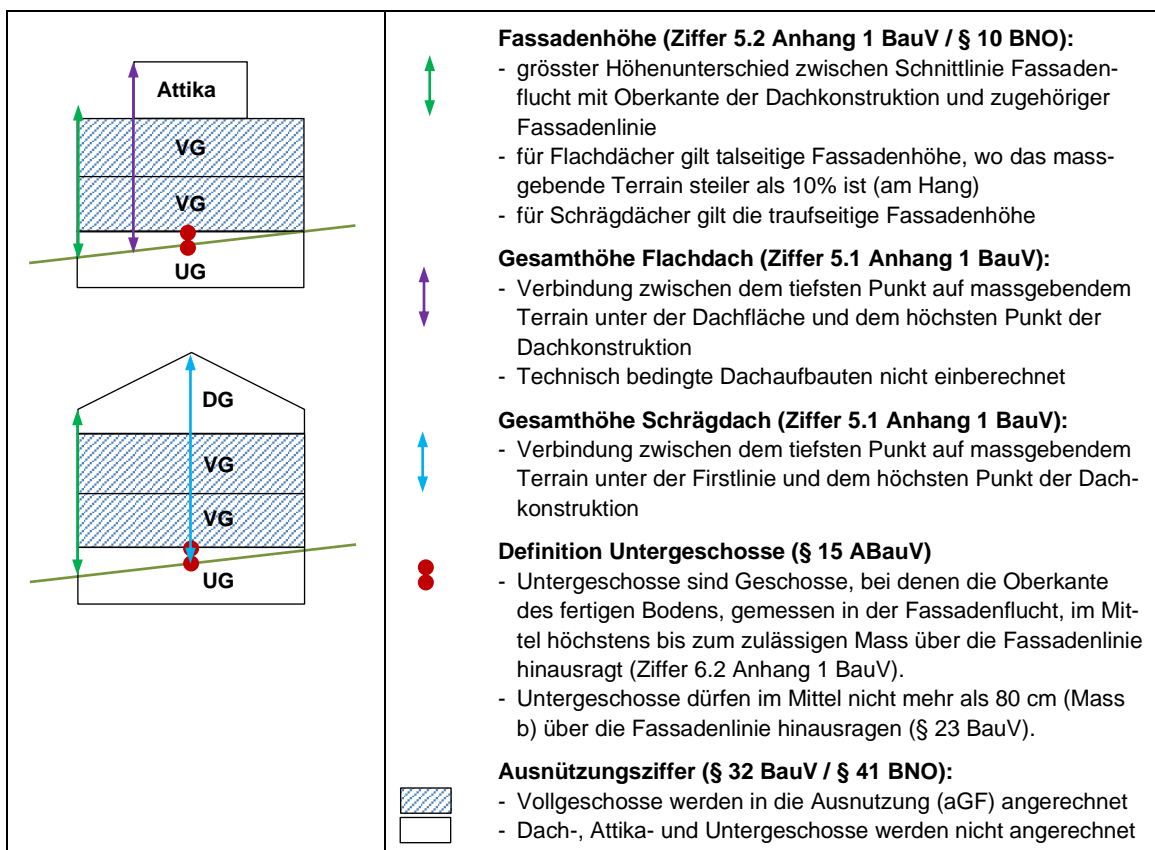 Attika
VG
VG
UG
DG
VG
VG
UG
Fassadenhöhe (Ziffer 5.2 Anhang 1 BauV / § 10 BNO):
- grösster Höhenunterschied zwischen Schnittlinie Fassaden-
flucht mit Oberkante der Dachkonstruktion und zugehöriger
Fassadenlinie
- für Flachdächer gilt talseitige Fassadenhöhe, wo das mass-
gebende Terrain steiler als 10% ist (am Hang)
- für Schrägdächer gilt die traufseitige Fassadenhöhe
Gesamthöhe Flachdach (Ziffer 5.1 Anhang 1 BauV):
- Verbindung zwischen dem tiefsten Punkt auf massgebendem
Terrain unter der Dachfläche und dem höchsten Punkt der
Dachkonstruktion
- Technisch bedingte Dachaufbauten nicht einberechnet
Gesamthöhe Schrägdach (Ziffer 5.1 Anhang 1 BauV):
- Verbindung zwischen dem tiefsten Punkt auf massgebendem
Terrain unter der Firstlinie und dem höchsten Punkt der Dach-
konstruktion
Definition Untergeschosse (§ 15 ABauV)
- Untergeschosse sind Geschosse, bei denen die Oberkante
des fertigen Bodens, gemessen in der Fassadenflucht, im Mit-
tel höchstens bis zum zulässigen Mass über die Fassadenlinie
hinausragt (Ziffer 6.2 Anhang 1 BauV).
- Untergeschosse dürfen im Mittel nicht mehr als 80 cm (Mass
b) über die Fassadenlinie hinausragen (§ 23 BauV).
Ausnützungsziffer (§ 32 BauV / § 41 BNO):
- Vollgeschosse werden in die Ausnutzung (aGF) angerechnet
- Dach-, Attika- und Untergeschosse werden nicht angerechnet